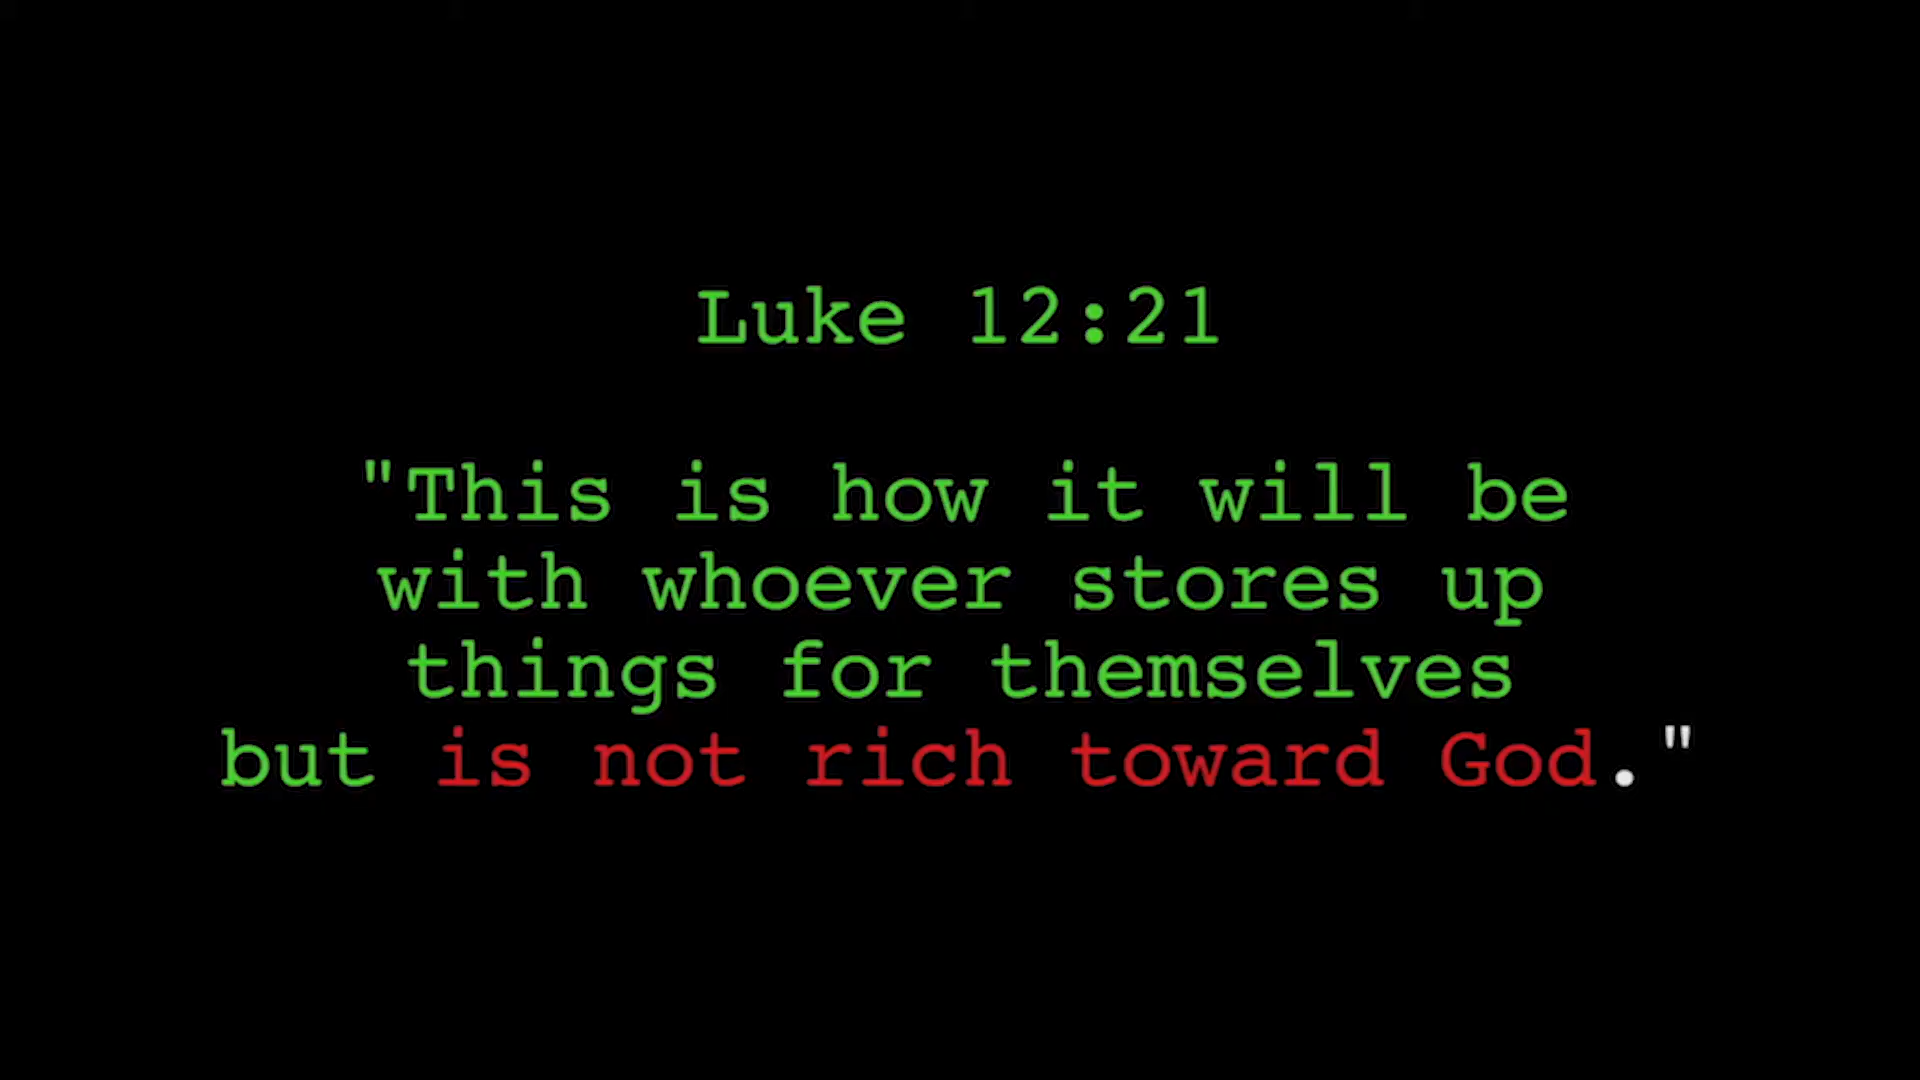 Luke 12:21
"This is how it will be
with whoever stores up
things for themselves
but is not rich toward God."